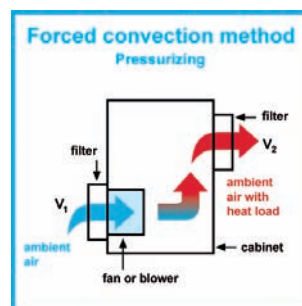 Forced convection method
Pressurizing
filter
V2
filter
V1
ambient
air with
heat load
ambient
air
cabinet
fan or blower